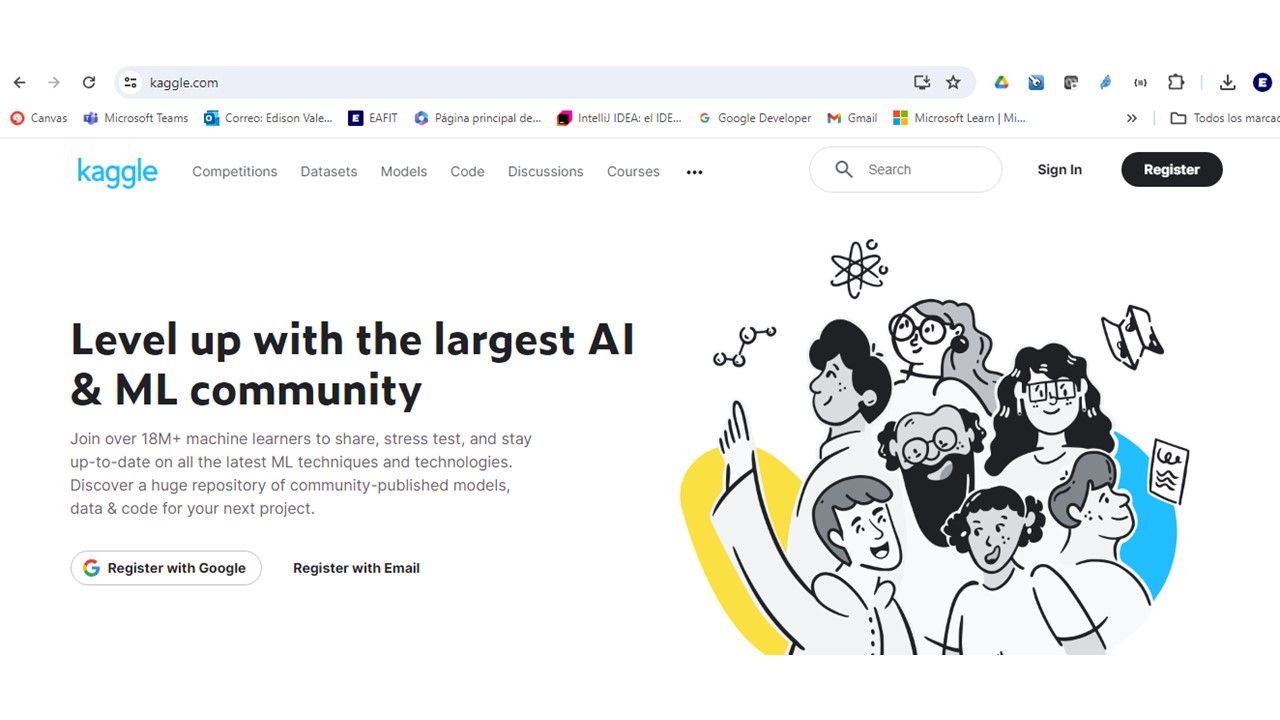 kaggle.com
Canvas Microsoft Teams Correo: Edison Vale... EAFIT Página principal de... IntelliJ IDEA: el IDE... Google Developer Gmail Microsoft Learn | Mi... » Todos los marcad
kaggle Competitions Datasets Models Code Discussions Courses ••• Search Sign In Register
Level up with the largest AI
& ML community
Join over 18M+ machine learners to share, stress test, and stay
up-to-date on all the latest ML techniques and technologies.
Discover a huge repository of community-published models,
data & code for your next project.
Register with Google Register with Email